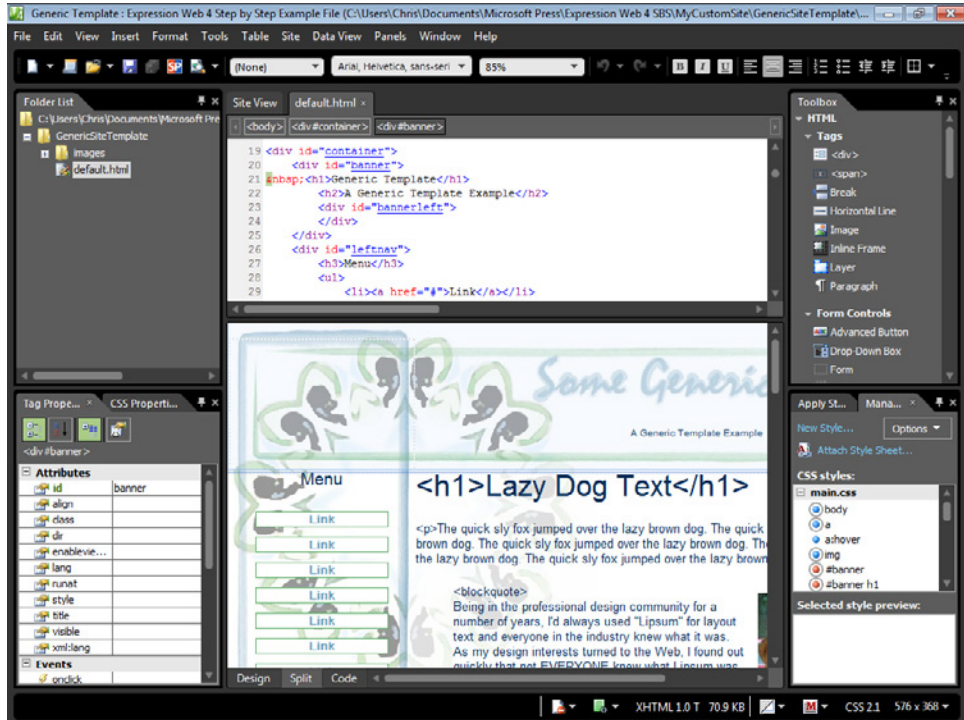 Generic Template : Expression Web 4 Step by Step Example File (C:\Users\Chris\Documents\Microsoft Press\Expression Web 4 SBS\MyCustomSite\GenericSiteTemplate\...
File Edit View Insert Format Tools Table Site Data View Panels Window Help
(None) Arial, Helvetica, sans-seri 85% B I U
Folder List
C:\Users\Chris\Documents\Microsoft Pre
GenericSiteTemplate
images
default.html
Site View default.html ×
<body> <div#container> <div#banner>
19 <div id="container">
20 <div id="banner">
21 &nbsp;<h1>Generic Template</h1>
22 <h2>A Generic Template Example</h2>
23 <div id="bannerleft">
24 </div>
25 </div>
26 <div id="leftnav">
27 <h3>Menu</h3>
28 <ul>
29 <li><a href="#">Link</a></li>
Some Generic
A Generic Template Example
Menu
Link
Link
Link
Link
Link
Link
<h1>Lazy Dog Text</h1>
<p>The quick sly fox jumped over the lazy brown dog. The quick
brown dog. The quick sly fox jumped over the lazy brown dog. The
the lazy brown dog. The quick sly fox jumped over the lazy brown
<blockquote>
Being in the professional design community for a
number of years, I'd always used "Lipsum" for layout
text and everyone in the industry knew what it was.
As my design interests turned to the Web, I found out
quickly that not EVERYONE knew what Lipsum was
Design Split Code
Toolbox
HTML
Tags
<div>
<span>
Break
Horizontal Line
Image
Inline Frame
Layer
Paragraph
Form Controls
Advanced Button
Drop-Down Box
Form
Tag Prope... × CSS Properti...
<div#banner>
Attributes
id banner
align
class
dir
enablevie...
lang
runat
style
title
visible
xml:lang
Events
onclick
Apply St... Mana... ×
New Style... Options
Attach Style Sheet...
CSS styles:
main.css
body
a
a:hover
img
#banner
#banner h1
Selected style preview:
XHTML 1.0 T 70.9 KB CSS 2.1 576 x 368